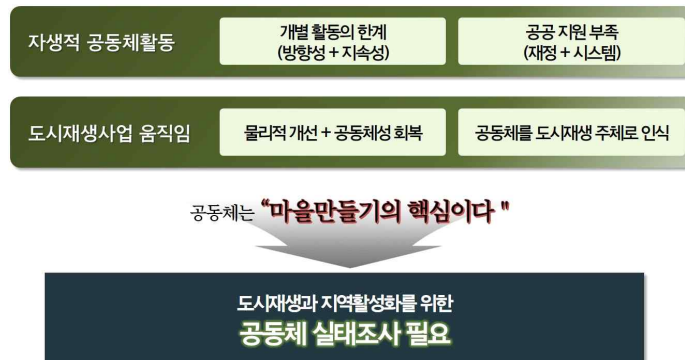 자생적 공동체활동
개별 활동의 한계
(방향성 + 지속성)
공공 지원 부족
(재정 + 시스템)
도시재생사업 움직임
물리적 개선 + 공동체성 회복
공동체를 도시재생 주체로 인식
공동체는 “마을만들기의 핵심이다 "
도시재생과 지역활성화를 위한
공동체 실태조사 필요